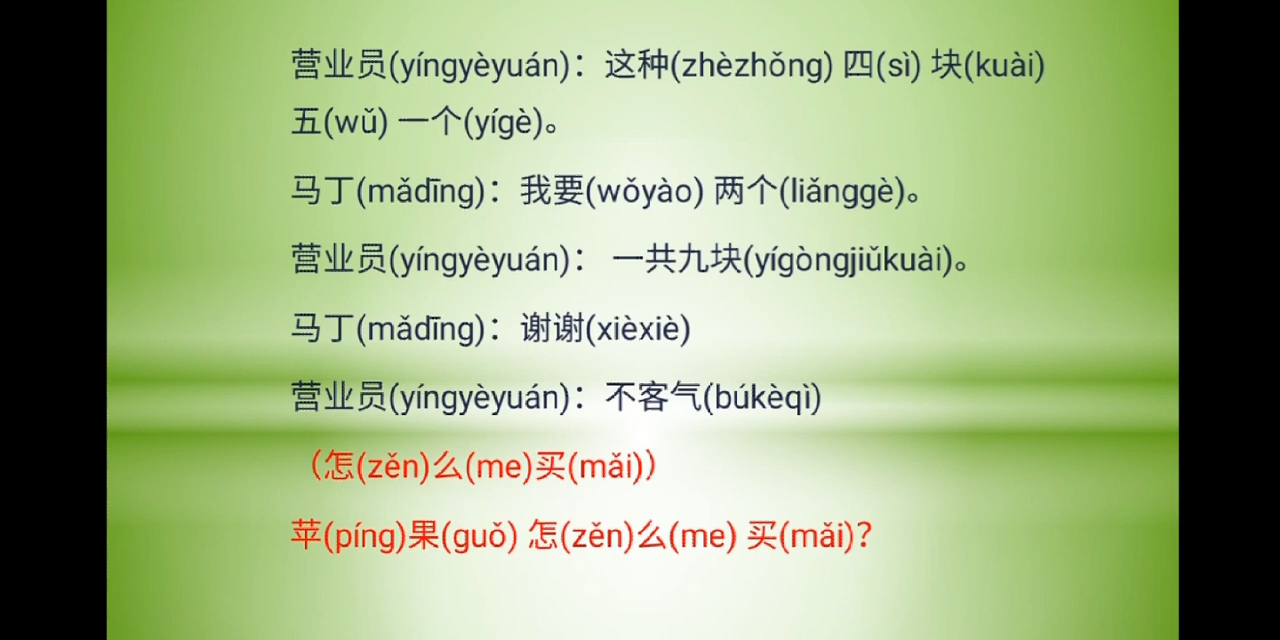 营业员(yíngyèyuán)：这种(zhèzhǒng) 四(sì) 块(kuài)
五(wǔ) 一个(yígè)。
马丁(mǎdīng)：我要(wǒyào) 两个(liǎnggè)。
营业员(yíngyèyuán)： 一共九块(yígòngjiǔkuài)。
马丁(mǎdīng)：谢谢(xièxiè)
营业员(yíngyèyuán)：不客气(búkèqì)
（怎(zěn)么(me)买(mǎi)）
苹(píng)果(guǒ) 怎(zěn)么(me) 买(mǎi)？